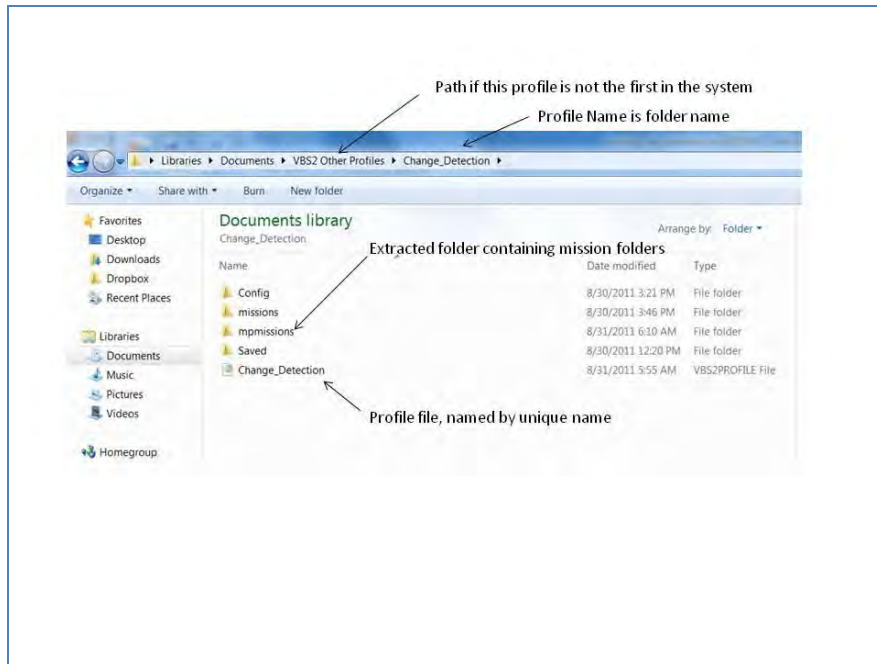 Path if this profile is not the first in the system
Profile Name is folder name
Libraries ▸ Documents ▸ VBS2 Other Profiles ▸ Change_Detection ▸
Organize ▾ Share with ▾ Burn New folder
Favorites
Desktop
Downloads
Dropbox
Recent Places
Libraries
Documents
Music
Pictures
Videos
Homegroup
Documents library
Change_Detection
Arrange by: Folder ▾
Extracted folder containing mission folders
Name Date modified Type
Config 8/30/2011 3:21 PM File folder
missions 8/30/2011 3:46 PM File folder
mpmissions 8/31/2011 6:10 AM File folder
Saved 8/30/2011 12:20 PM File folder
Change_Detection 8/31/2011 5:55 AM VBS2PROFILE File
Profile file, named by unique name